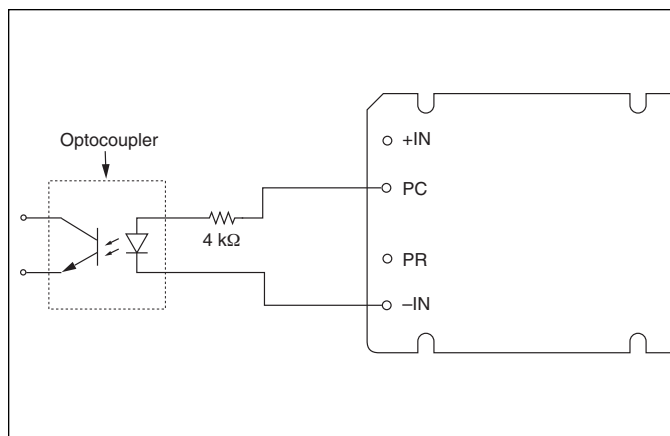 Optocoupler
4 kΩ
+IN
PC
PR
–IN